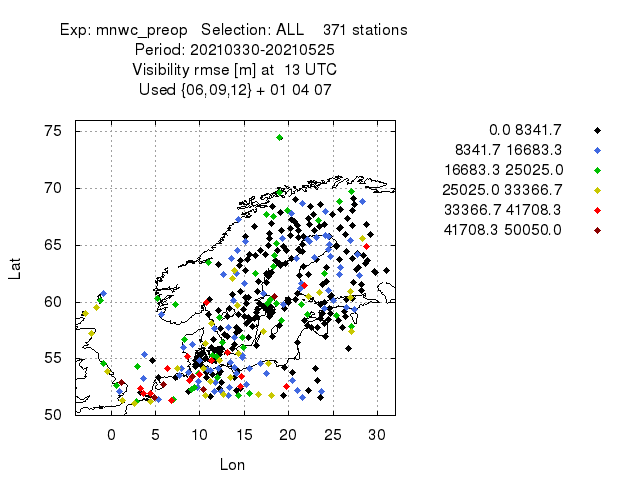 Exp: mnwc_preop   Selection: ALL    371 stations
Period: 20210330-20210525
Visibility rmse [m] at  13 UTC
Used {06,09,12} + 01 04 07
0.0 8341.7
8341.7 16683.3
16683.3 25025.0
25025.0 33366.7
33366.7 41708.3
41708.3 50050.0
75
70
65
60
55
50
Lat
0 5 10 15 20 25 30
Lon